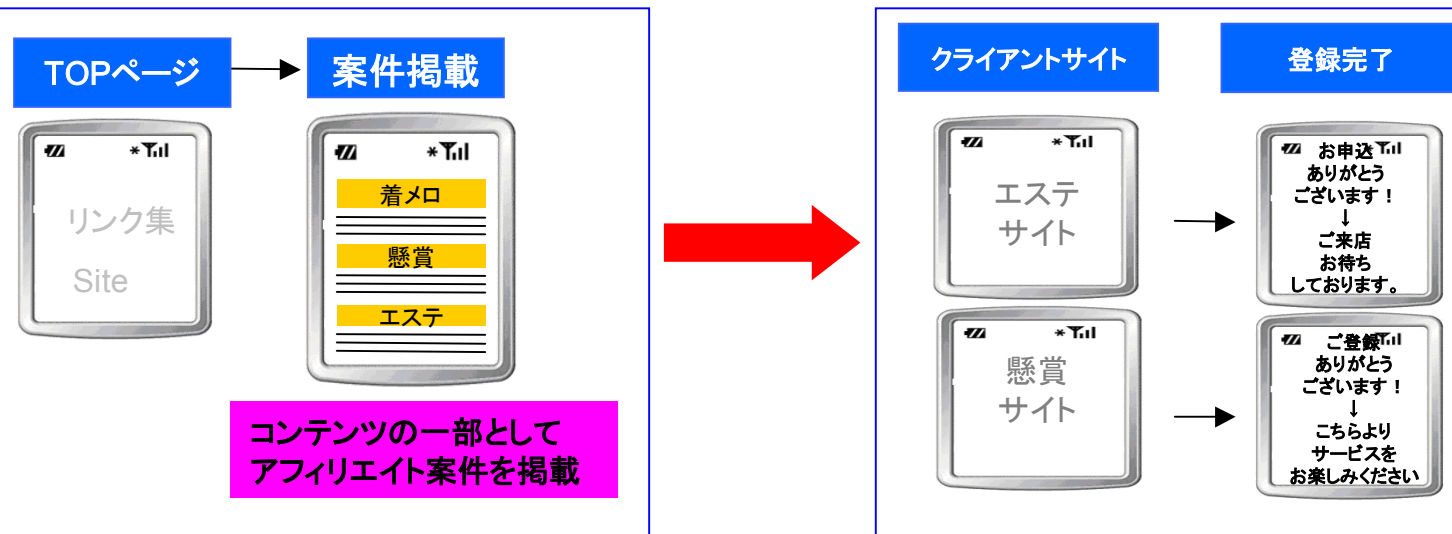 TOPページ
案件掲載
リンク集
Site
着メロ
懸賞
エステ
コンテンツの一部として
アフィリエイト案件を掲載
クライアントサイト
登録完了
エステ
サイト
お申込
ありがとう
ございます！
↓
ご来店
お待ち
しております。
懸賞
サイト
ご登録
ありがとう
ございます！
↓
こちらより
サービスを
お楽しみください